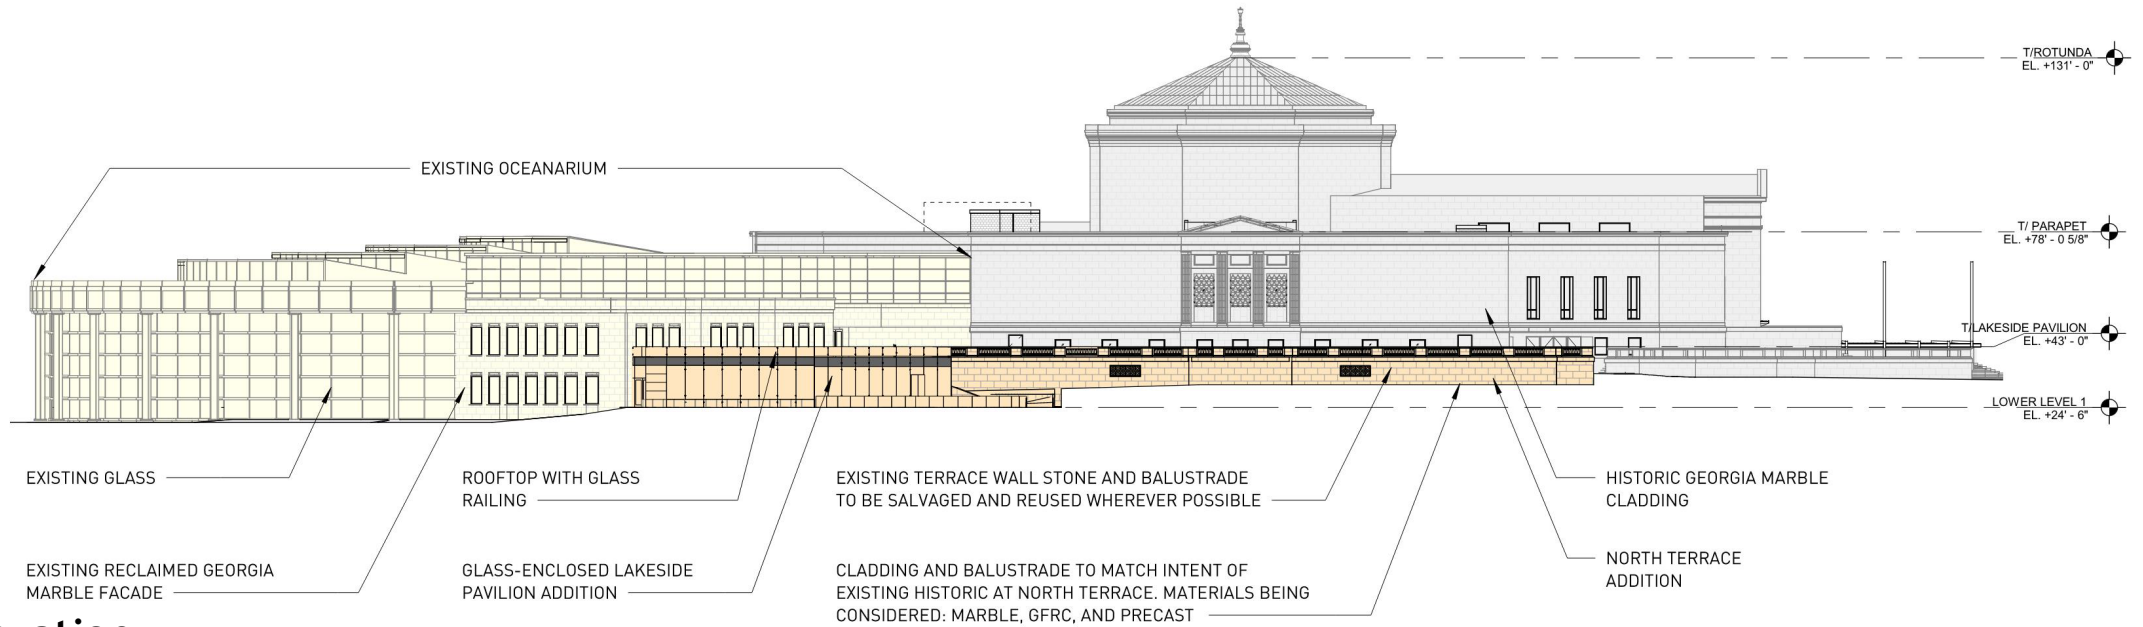 T/ROTUNDA
EL. +131' - 0"
EXISTING OCEANARIUM
T/ PARAPET
EL. +78' - 0 5/8"
T/LAKESIDE PAVILION
EL. +43' - 0"
LOWER LEVEL 1
EL. +24' - 6"
EXISTING GLASS
ROOFTOP WITH GLASS
RAILING
EXISTING TERRACE WALL STONE AND BALUSTRADE
TO BE SALVAGED AND REUSED WHEREVER POSSIBLE
HISTORIC GEORGIA MARBLE
CLADDING
EXISTING RECLAIMED GEORGIA
MARBLE FACADE
GLASS-ENCLOSED LAKESIDE
PAVILION ADDITION
CLADDING AND BALUSTRADE TO MATCH INTENT OF
EXISTING HISTORIC AT NORTH TERRACE. MATERIALS BEING
CONSIDERED: MARBLE, GFRC, AND PRECAST
NORTH TERRACE
ADDITION